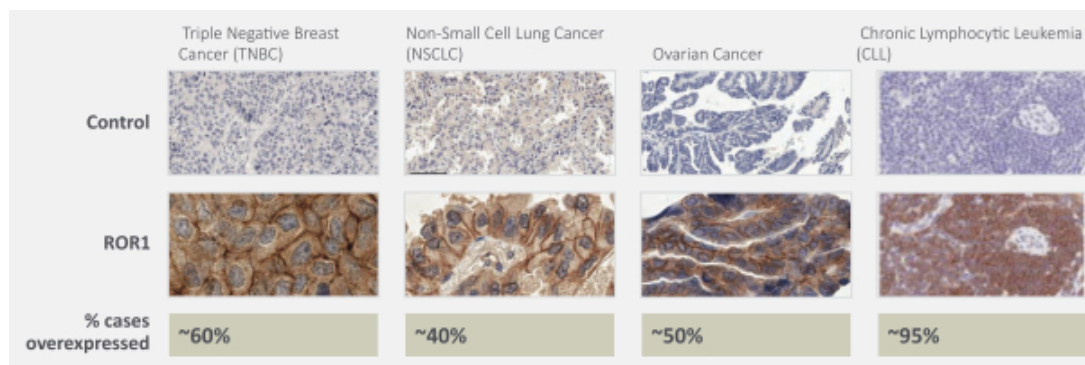 Triple Negative Breast
Cancer (TNBC)
Non-Small Cell Lung Cancer
(NSCLC)
Ovarian Cancer
Chronic Lymphocytic Leukemia
(CLL)
Control
ROR1
% cases
overexpressed
~60%
~40%
~50%
~95%